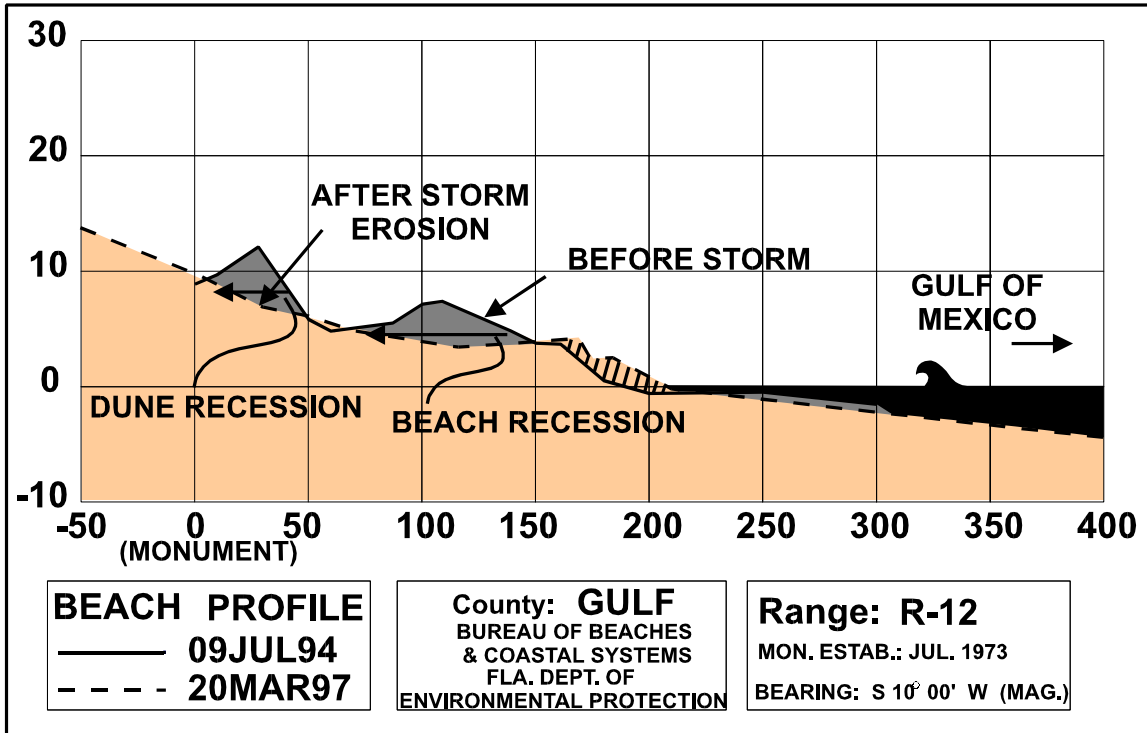 30
20
10
0
-10
AFTER STORM
EROSION
BEFORE STORM
GULF OF
MEXICO
DUNE RECESSION
BEACH RECESSION
-50 0 50 100 150 200 250 300 350 400
(MONUMENT)
BEACH PROFILE
09JUL94
20MAR97
County: GULF
BUREAU OF BEACHES
& COASTAL SYSTEMS
FLA. DEPT. OF
ENVIRONMENTAL PROTECTION
Range: R-12
MON. ESTAB.: JUL. 1973
BEARING: S 10° 00' W (MAG.)